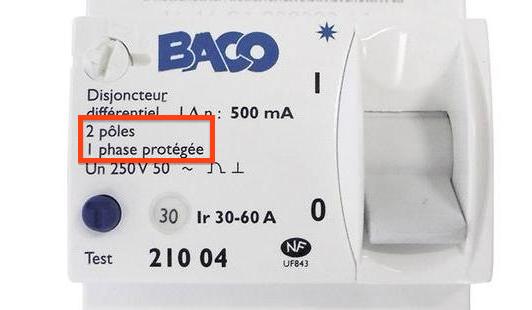 BACO
Disjoncteur
différentiel I Δ n : 500 mA
2 pôles
1 phase protégée
Un 250 V 50 ~
I
30 Ir 30-60 A 0
Test 210 04
NF
UF843